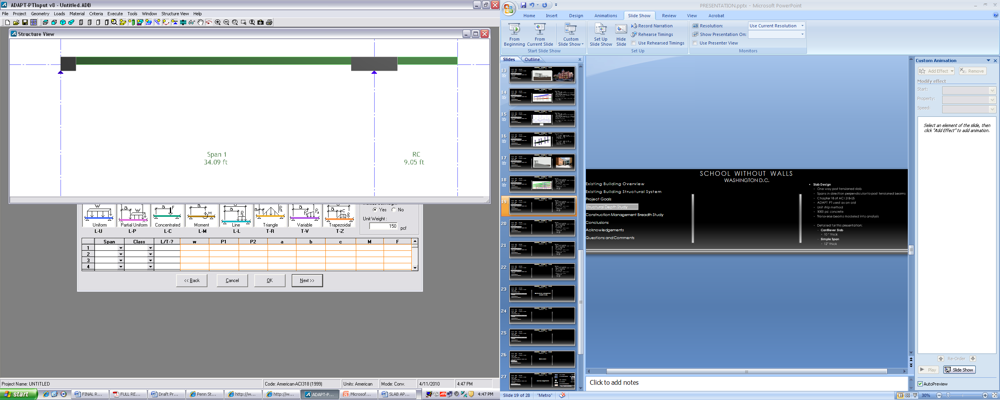 ADAPT-PTInput v8 - Untitled.ADB
File Project Geometry Loads Material Criteria Execute Tools Window Structure View Help
Structure View
Span 1
34.09 ft
RC
9.05 ft
Yes No
Unit Weight :
150 pcf
Uniform Partial Uniform Concentrated Moment Line Triangle Variable Trapezoidal
L-U L-P L-C L-M L-L T-R T-V T-Z
Span Class L/T-? w P1 P2 a b c M F
1
2
3
4
<< Back Cancel OK Next >>
Project Name: UNTITLED Code: American-ACI318 (1999) Units: American Mode: Conv. 4/11/2010 4:47 PM
start FINAL R... FULL RE... Draft Pr... Penn St... http://w... http://w... ADAPT-P... Microsof... SLAB AP... 4:47 PM
PRESENTATION.pptx - Microsoft PowerPoint
Home Insert Design Animations Slide Show Review View Acrobat
From Beginning
From Current Slide
Custom Slide Show
Start Slide Show
Set Up Slide Show
Hide Slide
Record Narration
Rehearse Timings
Use Rehearsed Timings
Set Up
Resolution: Use Current Resolution
Show Presentation On:
Use Presenter View
Monitors
Slides Outline
13
14
15
16
17
18
19
20
21
22
23
24
25
26
27
SCHOOL WITHOUT WALLS
WASHINGTON D.C.
Existing Building Overview
Existing Building Structural System
Project Goals
Structural Depth Study
Construction Management Breadth Study
Conclusions
Acknowledgements
Questions and Comments
Slab Design
One way post tensioned slab
Spans in direction perpendicular to post tensioned beams
Chapter 18 of ACI 318-05
ADAPT PT used as an aid
Unit strip method
5000 psi concrete
Transverse beams modeled into analysis
Detailed for this presentation:
Cantilever Slab
10 " thick
Simple Span
12" thick
Click to add notes
Slide 19 of 28 "Metro" 30%
Custom Animation
Add Effect Remove
Modify effect
Start:
Property:
Speed:
Select an element of the slide, then
click "Add Effect" to add animation.
Re-Order
Play Slide Show
AutoPreview